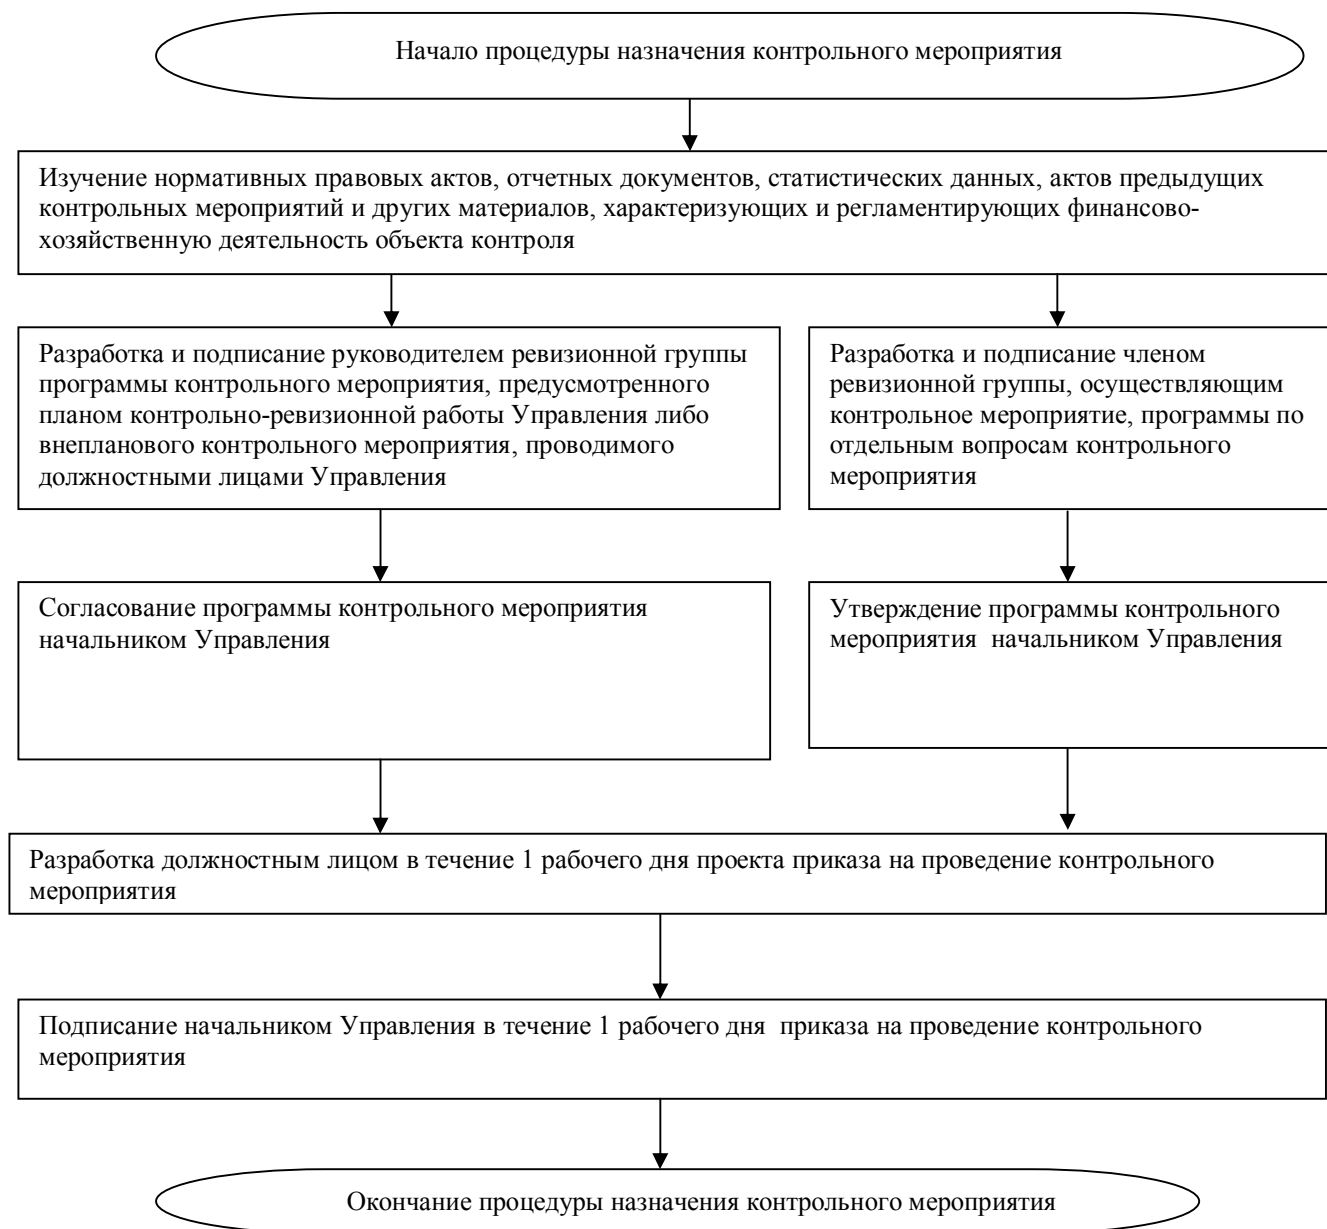 Начало процедуры назначения контрольного мероприятия
Изучение нормативных правовых актов, отчетных документов, статистических данных, актов предыдущих
контрольных мероприятий и других материалов, характеризующих и регламентирующих финансово-
хозяйственную деятельность объекта контроля
Разработка и подписание руководителем ревизионной группы
программы контрольного мероприятия, предусмотренного
планом контрольно-ревизионной работы Управления либо
внепланового контрольного мероприятия, проводимого
должностными лицами Управления
Разработка и подписание членом
ревизионной группы, осуществляющим
контрольное мероприятие, программы по
отдельным вопросам контрольного
мероприятия
Согласование программы контрольного мероприятия
начальником Управления
Утверждение программы контрольного
мероприятия  начальником Управления
Разработка должностным лицом в течение 1 рабочего дня проекта приказа на проведение контрольного
мероприятия
Подписание начальником Управления в течение 1 рабочего дня  приказа на проведение контрольного
мероприятия
Окончание процедуры назначения контрольного мероприятия